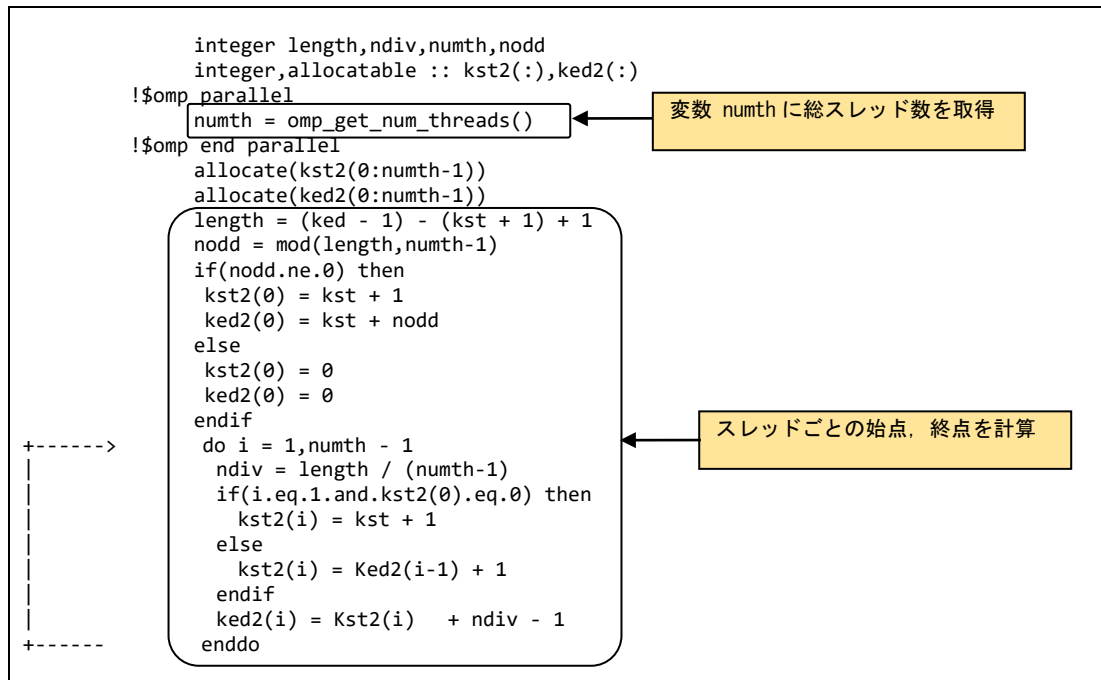 integer length,ndiv,numth,nodd
integer,allocatable :: kst2(:),ked2(:)
!$omp parallel
numth = omp_get_num_threads()
変数 numth に総スレッド数を取得
!$omp end parallel
allocate(kst2(0:numth-1))
allocate(ked2(0:numth-1))
length = (ked - 1) - (kst + 1) + 1
nodd = mod(length,numth-1)
if(nodd.ne.0) then
kst2(0) = kst + 1
ked2(0) = kst + nodd
else
kst2(0) = 0
ked2(0) = 0
endif
スレッドごとの始点，終点を計算
+------> do i = 1,numth - 1
| ndiv = length / (numth-1)
| if(i.eq.1.and.kst2(0).eq.0) then
| kst2(i) = kst + 1
| else
| kst2(i) = Ked2(i-1) + 1
| endif
| ked2(i) = Kst2(i) + ndiv - 1
+------ enddo